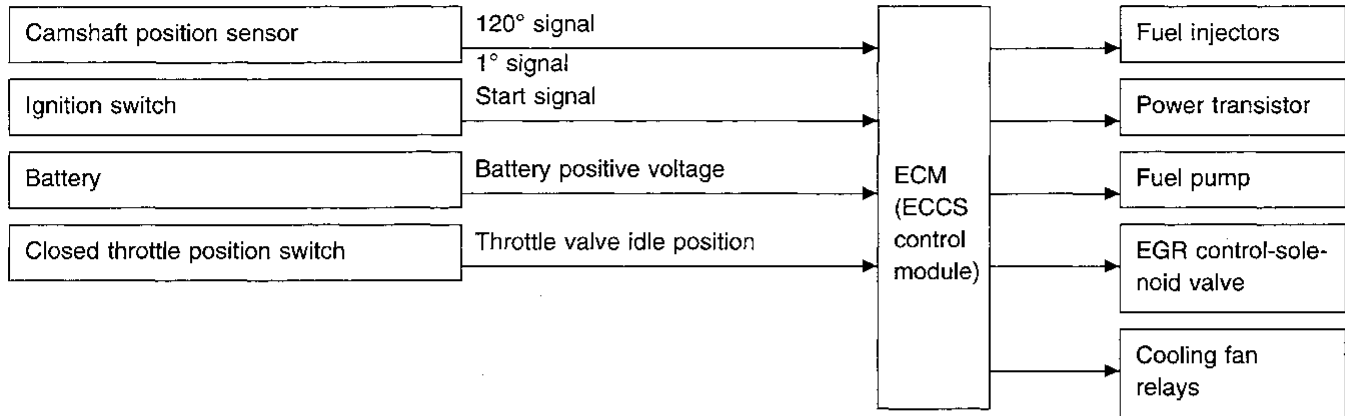 Camshaft position sensor
120° signal
1° signal
Ignition switch
Start signal
Battery
Battery positive voltage
Closed throttle position switch
Throttle valve idle position
ECM
(ECCS
control
module)
Fuel injectors
Power transistor
Fuel pump
EGR control-sole-
noid valve
Cooling fan
relays